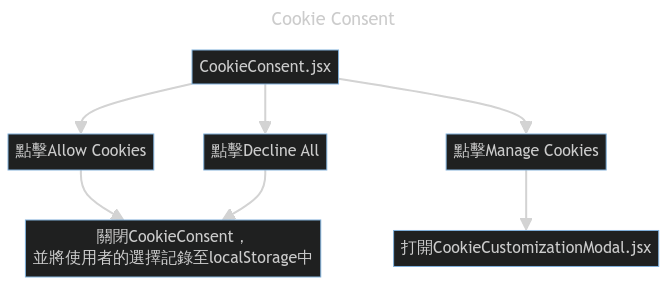 Cookie Consent
CookieConsent.jsx
點擊Allow Cookies
點擊Decline All
點擊Manage Cookies
關閉CookieConsent，
並將使用者的選擇記錄至localStorage中
打開CookieCustomizationModal.jsx